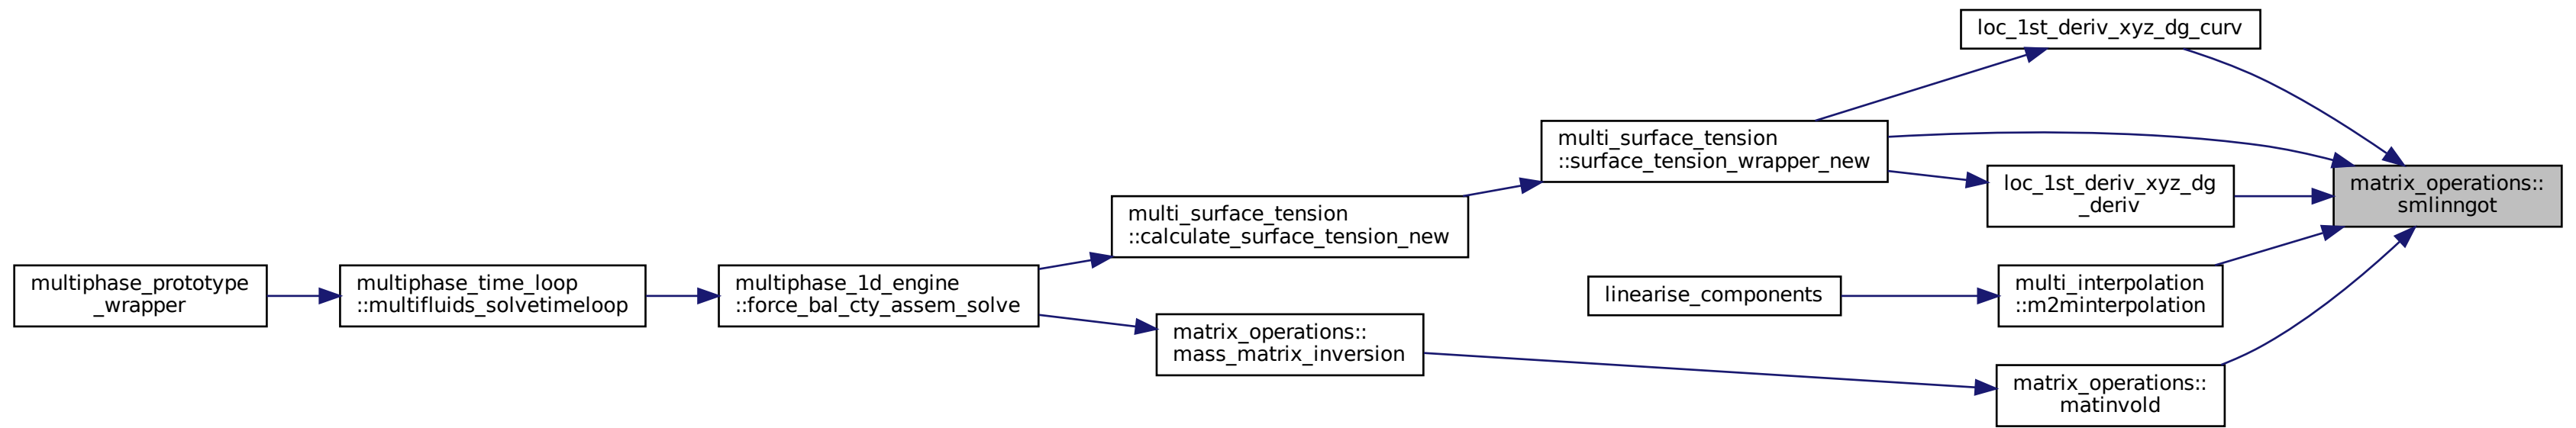 loc_1st_deriv_xyz_dg_curv
multi_surface_tension
::surface_tension_wrapper_new
loc_1st_deriv_xyz_dg
_deriv
matrix_operations::
smlinngot
multi_surface_tension
::calculate_surface_tension_new
multiphase_prototype
_wrapper
multiphase_time_loop
::multifluids_solvetimeloop
multiphase_1d_engine
::force_bal_cty_assem_solve
linearise_components
multi_interpolation
::m2minterpolation
matrix_operations::
mass_matrix_inversion
matrix_operations::
matinvold